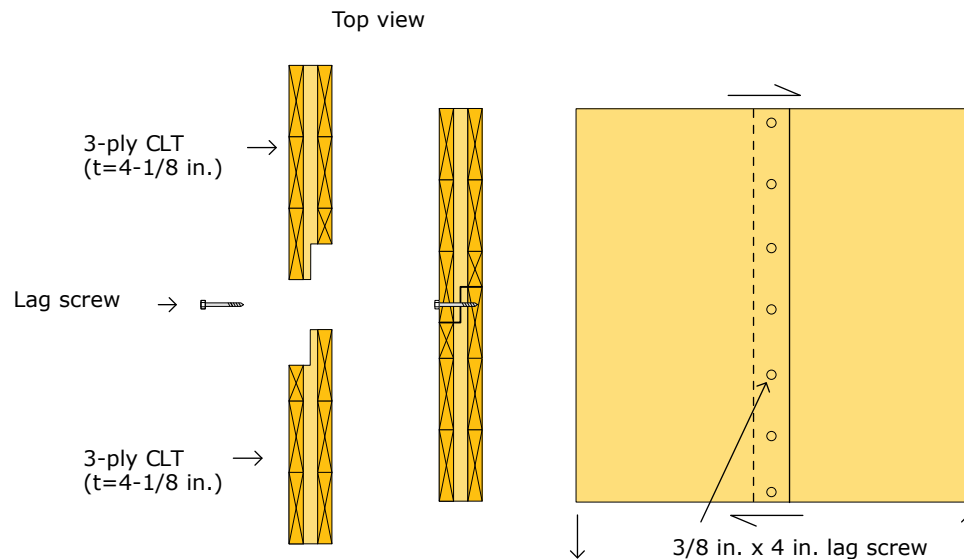 Top view
3-ply CLT
(t=4-1/8 in.)
Lag screw
3-ply CLT
(t=4-1/8 in.)
3/8 in. x 4 in. lag screw